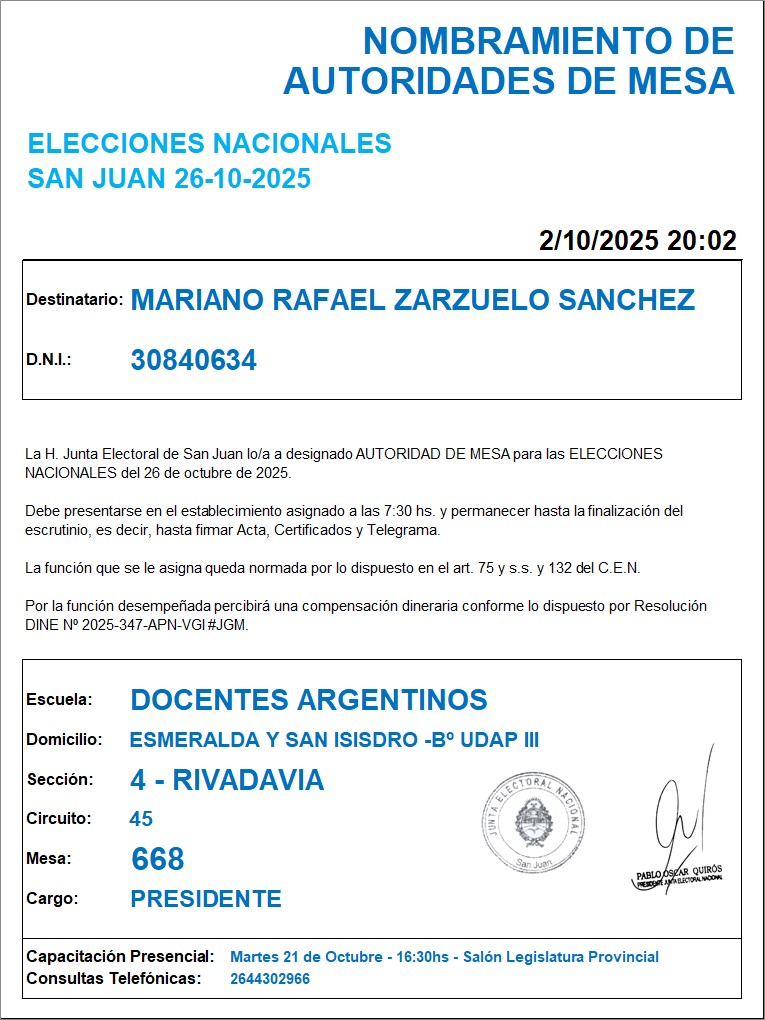 NOMBRAMIENTO DE
AUTORIDADES DE MESA
ELECCIONES NACIONALES
SAN JUAN 26-10-2025
2/10/2025 20:02
Destinatario: MARIANO RAFAEL ZARZUELO SANCHEZ
D.N.I.: 30840634
La H. Junta Electoral de San Juan lo/a a designado AUTORIDAD DE MESA para las ELECCIONES
NACIONALES del 26 de octubre de 2025.
Debe presentarse en el establecimiento asignado a las 7:30 hs. y permanecer hasta la finalización del
escrutinio, es decir, hasta firmar Acta, Certificados y Telegrama.
La función que se le asigna queda normada por lo dispuesto en el art. 75 y s.s. y 132 del C.E.N.
Por la función desempeñada percibirá una compensación dineraria conforme lo dispuesto por Resolución
DINE Nº 2025-347-APN-VGI#JGM.
Escuela: DOCENTES ARGENTINOS
Domicilio: ESMERALDA Y SAN ISISDRO -Bº UDAP III
Sección: 4 - RIVADAVIA
Circuito: 45
Mesa: 668
Cargo: PRESIDENTE
JUNTA ELECTORAL NACIONAL
San Juan
PABLO OSCAR QUIRÓS
PRESIDENTE JUNTA ELECTORAL NACIONAL
Capacitación Presencial: Martes 21 de Octubre - 16:30hs - Salón Legislatura Provincial
Consultas Telefónicas: 2644302966